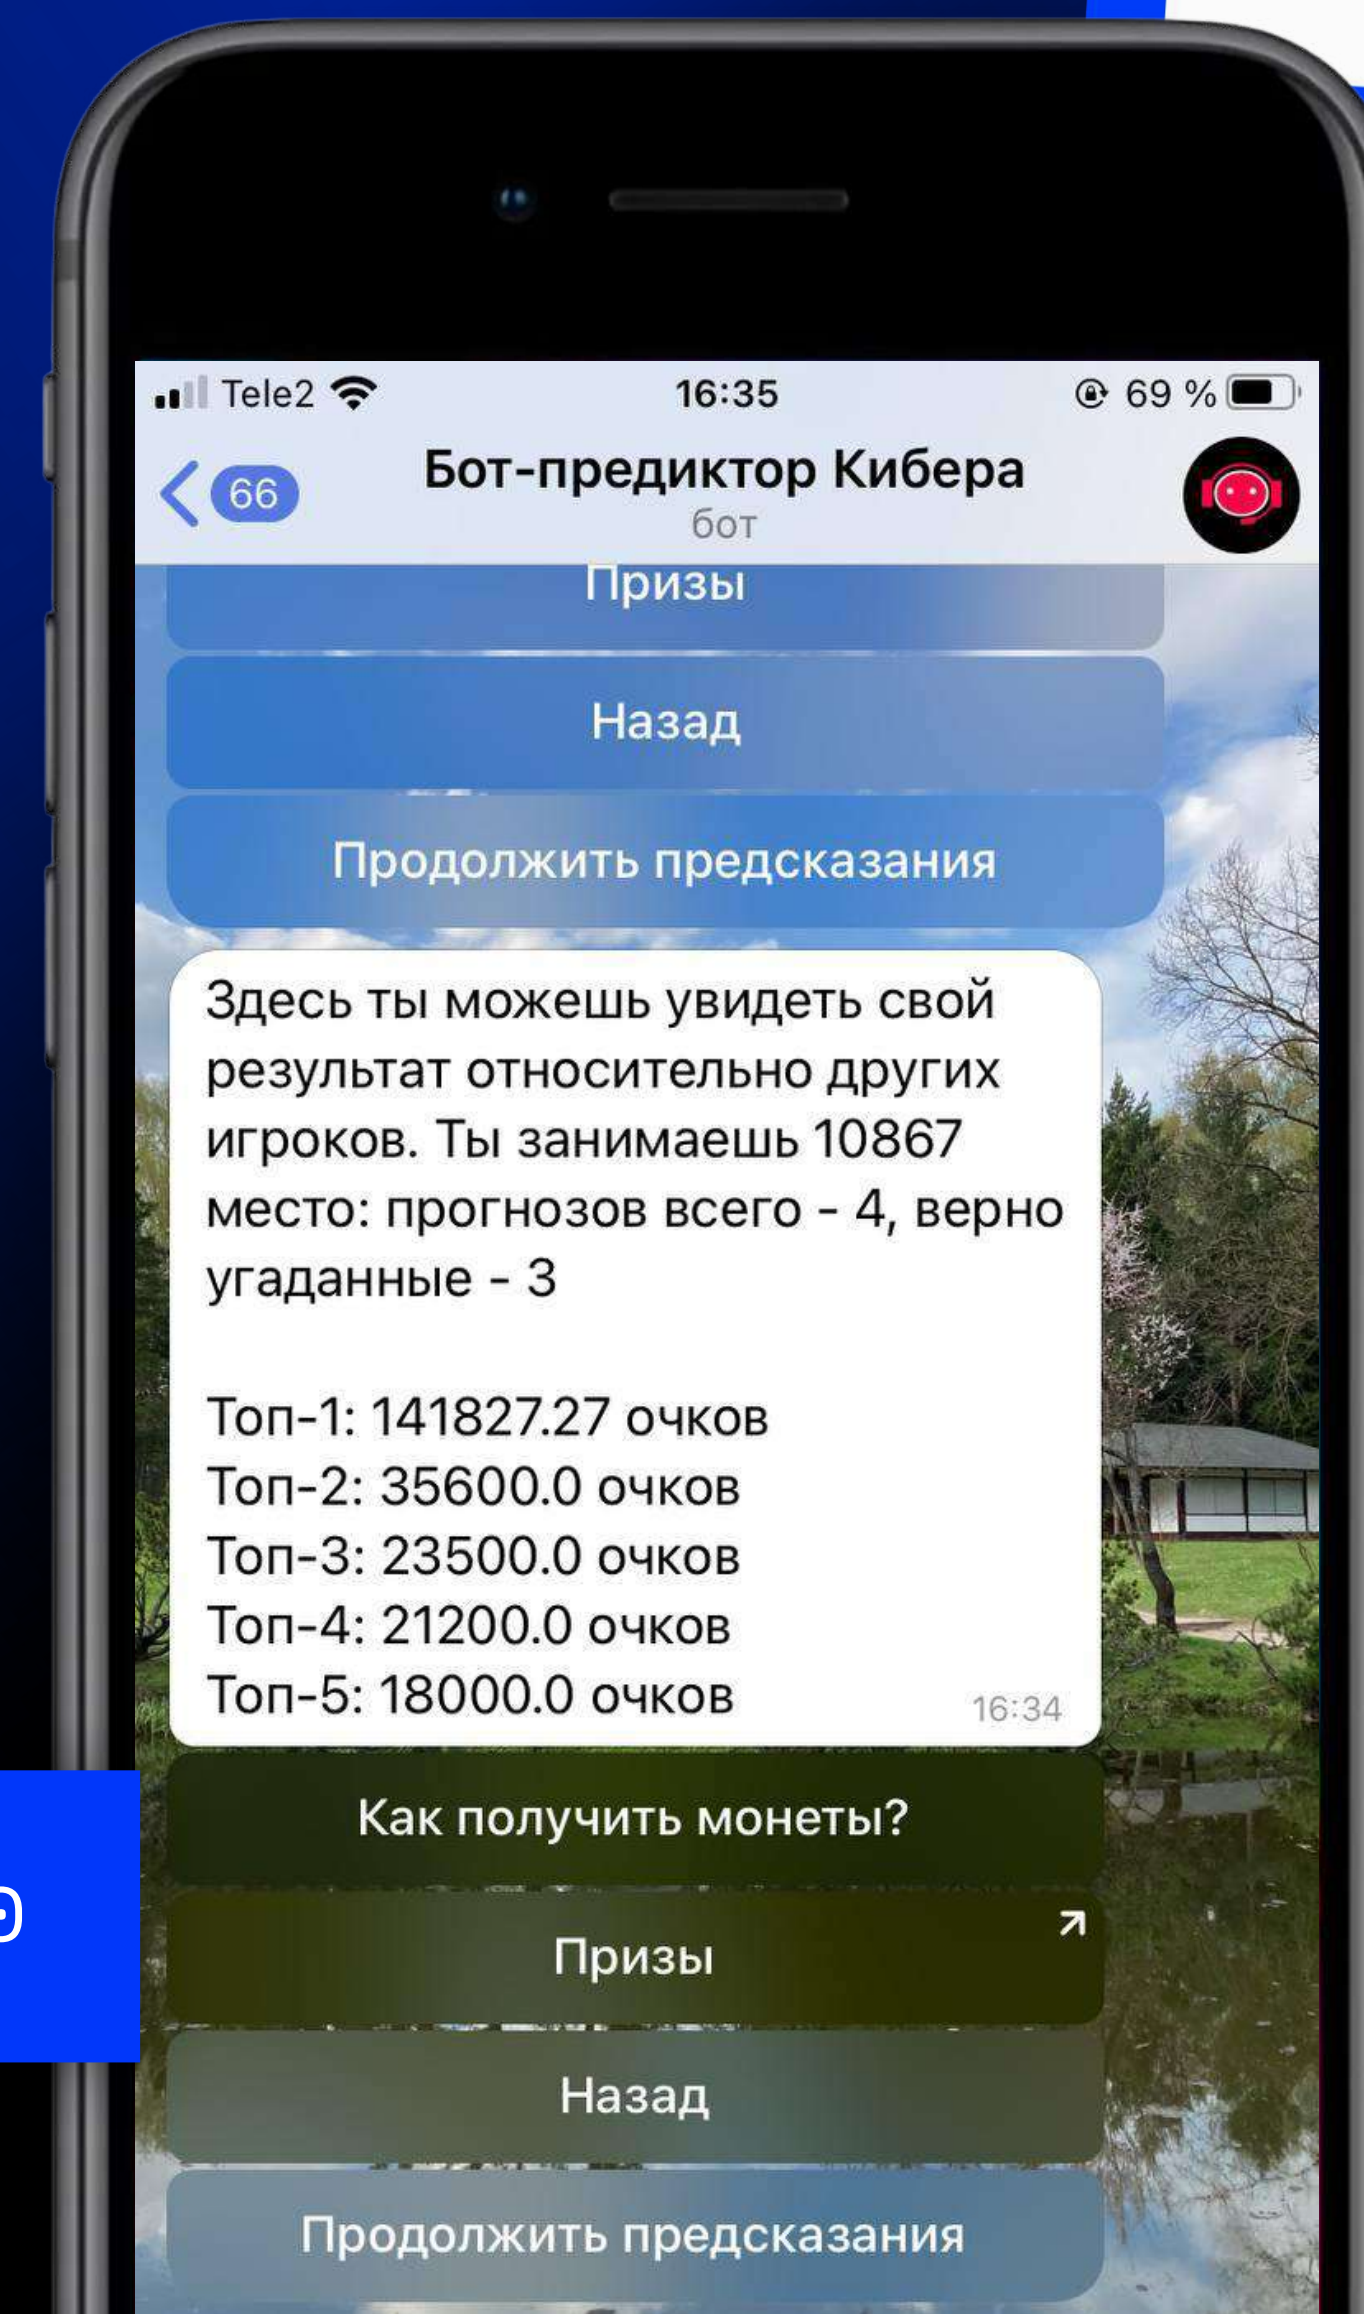 Tele2
16:35
69 %
66
Бот-предиктор Кибера
бот
Призы
Назад
Продолжить предсказания
Здесь ты можешь увидеть свой
результат относительно других
игроков. Ты занимаешь 10867
место: прогнозов всего - 4, верно
угаданные - 3
Топ-1: 141827.27 очков
Топ-2: 35600.0 очков
Топ-3: 23500.0 очков
Топ-4: 21200.0 очков
Топ-5: 18000.0 очков
16:34
Как получить монеты?
Призы
Назад
Продолжить предсказания